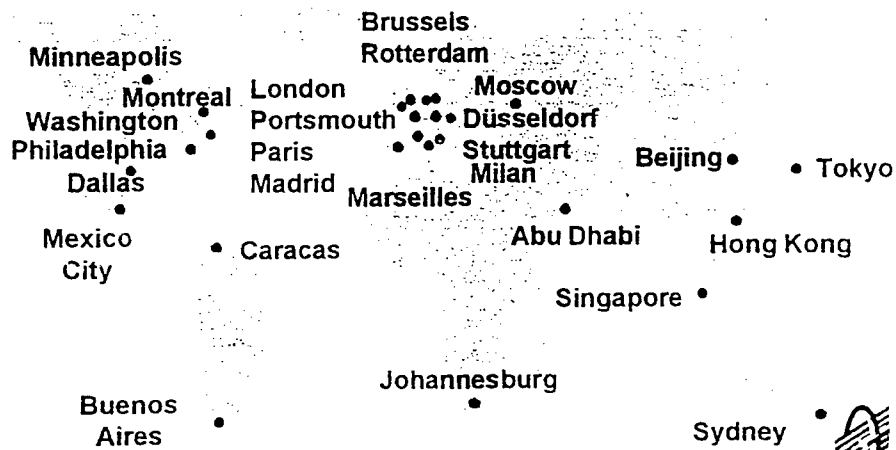 Brussels
Rotterdam
Minneapolis
Montreal
Washington
Philadelphia
Dallas
Mexico
City
London
Portsmouth
Paris
Madrid
Marseilles
Moscow
Düsseldorf
Stuttgart
Milan
Beijing
Tokyo
Caracas
Abu Dhabi
Hong Kong
Singapore
Johannesburg
Buenos
Aires
Sydney